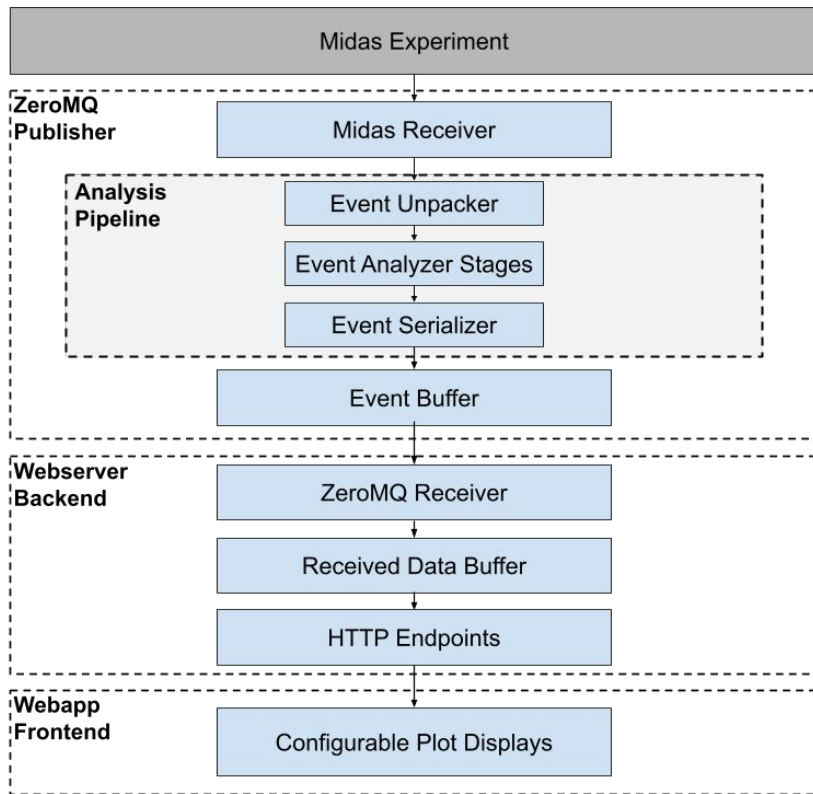 Midas Experiment
ZeroMQ
Publisher
Midas Receiver
Analysis
Pipeline
Event Unpacker
Event Analyzer Stages
Event Serializer
Event Buffer
Webserver
Backend
ZeroMQ Receiver
Received Data Buffer
HTTP Endpoints
Webapp
Frontend
Configurable Plot Displays